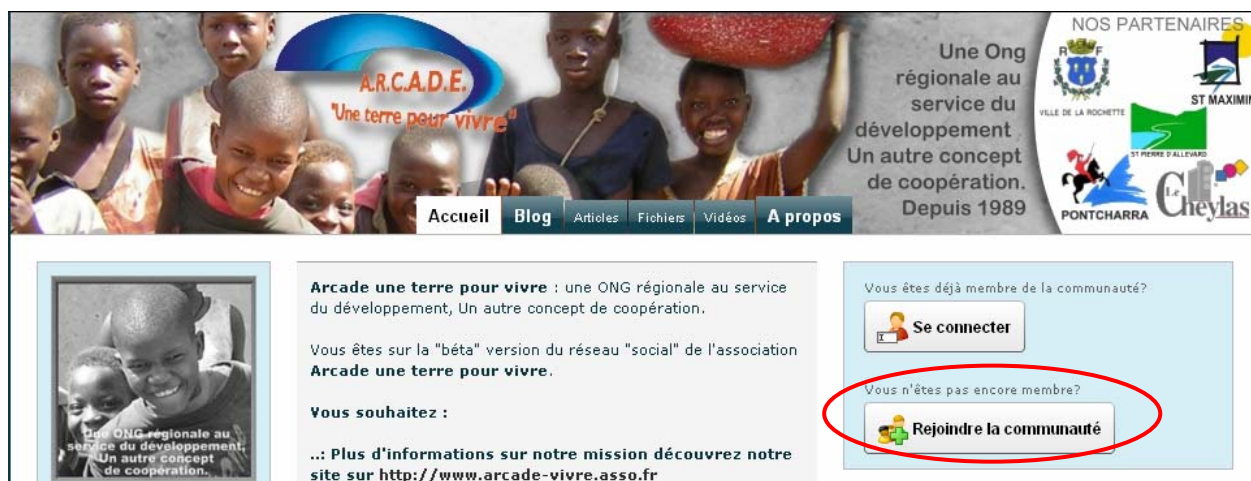 A.R.C.A.D.E.
"Une terre pour vivre"
Une Ong
régionale au
service du
développement
Un autre concept
de coopération.
Depuis 1989
NOS PARTENAIRES
R F
VILLE DE LA ROCHETTE
ST MAXIMIN
ST PIERRE D'ALLEVARD
PONTCHARRA
Le Cheylas
Accueil Blog Articles Fichiers Vidéos A propos
Une ONG régionale au
service du développement,
Un autre concept
de coopération.
Arcade une terre pour vivre : une ONG régionale au service
du développement, Un autre concept de coopération.
Vous êtes sur la "béta" version du réseau "social" de l'association
Arcade une terre pour vivre.
Vous souhaitez :
..: Plus d'informations sur notre mission découvrez notre
site sur http://www.arcade-vivre.asso.fr
Vous êtes déjà membre de la communauté?
Se connecter
Vous n'êtes pas encore membre?
Rejoindre la communauté